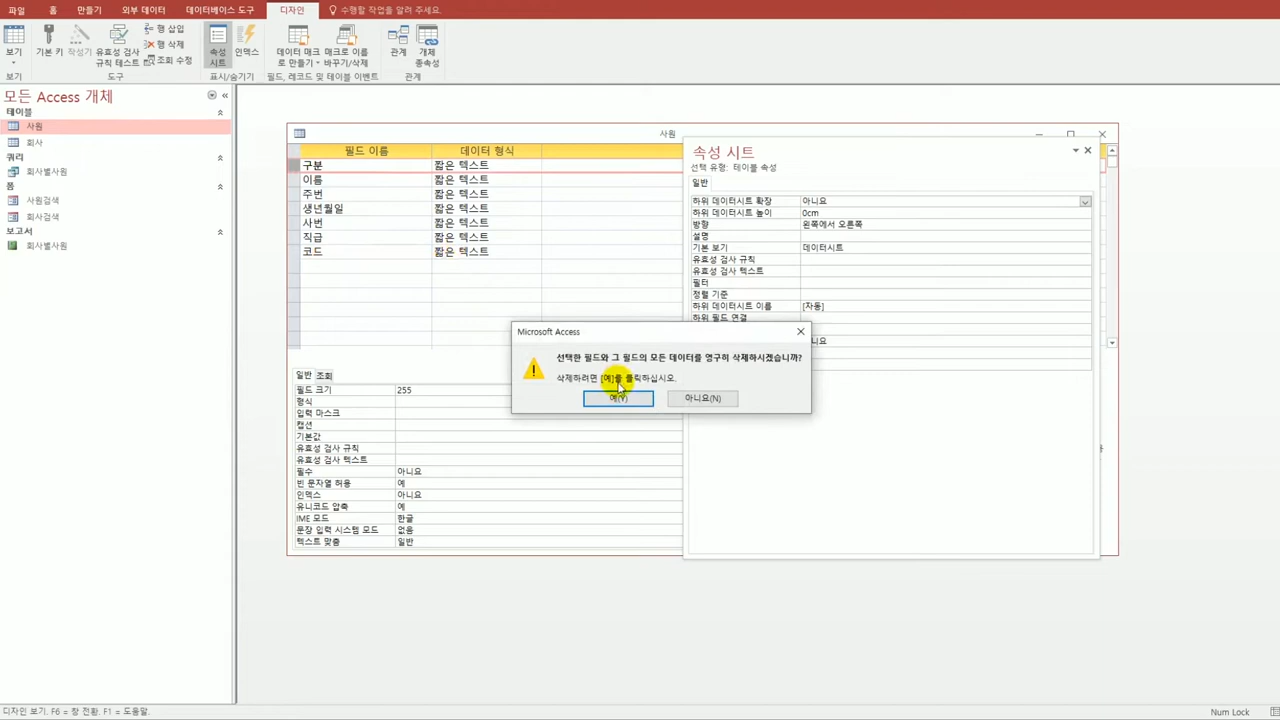 파일 홈 만들기 외부 데이터 데이터베이스 도구 디자인 수행할 작업을 알려 주세요.
보기 기본 키 작성기 유효성 검사 규칙 테스트 행 삽입 행 삭제 조회 수정 속성 시트 인덱스 데이터 매크로 만들기 매크로 이름 바꾸기/삭제 관계 개체 종속성
보기 도구 표시/숨기기 필드, 레코드 및 테이블 이벤트 관계
모든 Access 개체
테이블
사원
회사
쿼리
회사별사원
폼
사원검색
회사검색
보고서
회사별사원
사원
필드 이름 데이터 형식
구분 짧은 텍스트
이름 짧은 텍스트
주번 짧은 텍스트
생년월일 짧은 텍스트
사번 짧은 텍스트
직급 짧은 텍스트
코드 짧은 텍스트
속성 시트
선택 유형: 테이블 속성
일반
하위 데이터시트 확장 아니요
하위 데이터시트 높이 0cm
방향 왼쪽에서 오른쪽
설명
기본 보기 데이터시트
유효성 검사 규칙
유효성 검사 텍스트
필터
정렬 기준
하위 데이터시트 이름 [자동]
하위 필드 연결
Microsoft Access
선택한 필드와 그 필드의 모든 데이터를 영구히 삭제하시겠습니까?
삭제하려면 [예]를 클릭하십시오.
예(Y) 아니요(N)
일반 조회
필드 크기 255
형식
입력 마스크
캡션
기본값
유효성 검사 규칙
유효성 검사 텍스트
필수 아니요
빈 문자열 허용 예
인덱스 아니요
유니코드 압축 예
IME 모드 한글
문장 입력 시스템 모드 없음
텍스트 맞춤 일반
디자인 보기. F6 = 창 전환. F1 = 도움말.
Num Lock